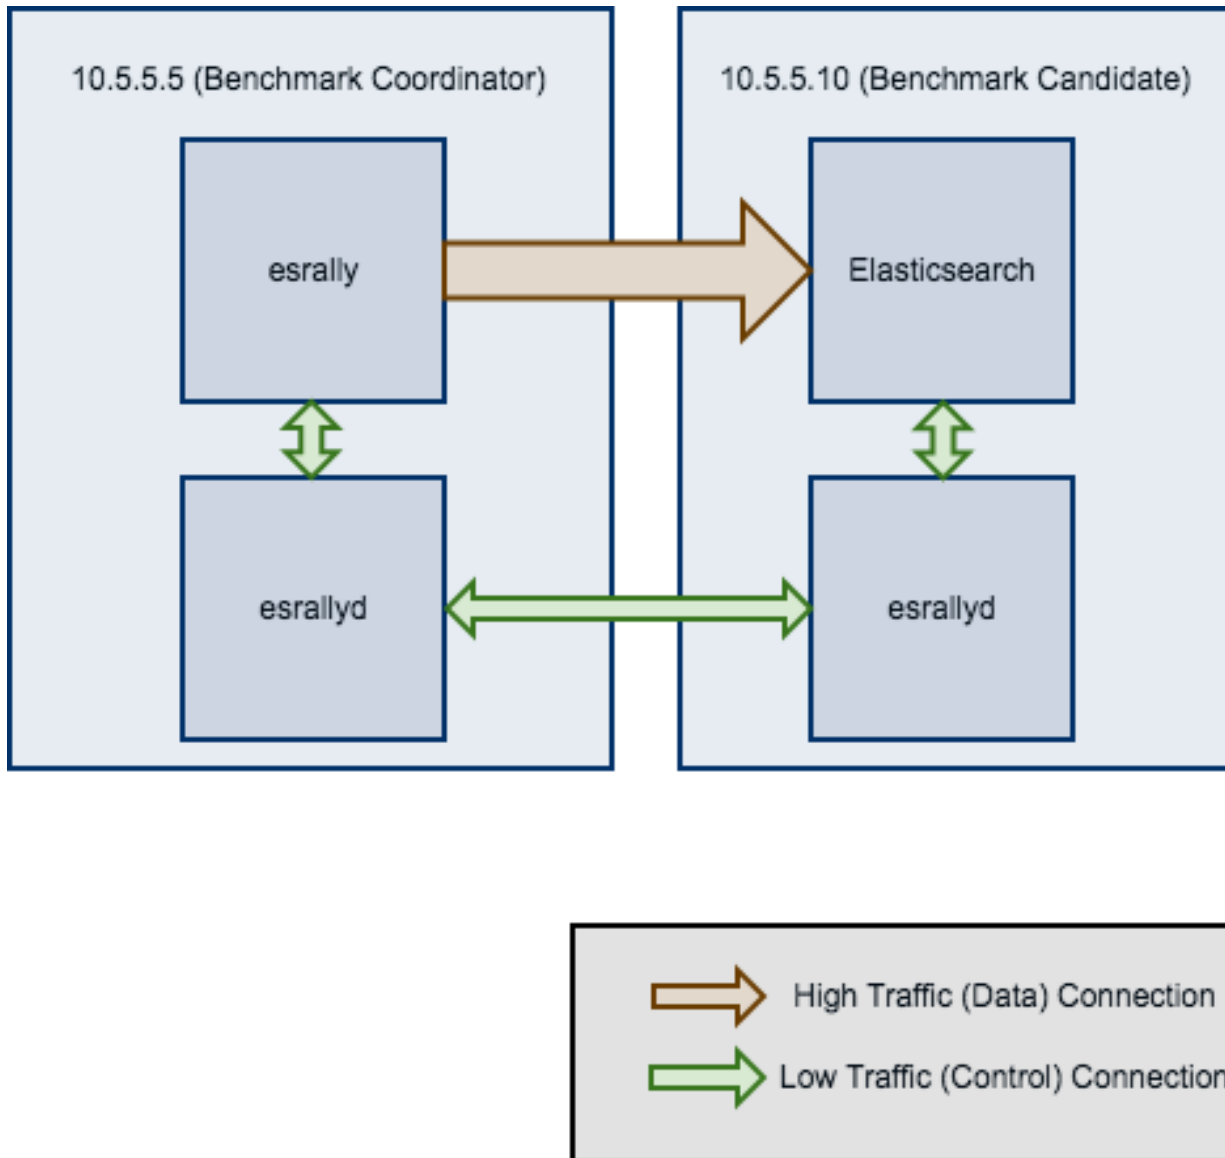 10.5.5.5 (Benchmark Coordinator)
10.5.5.10 (Benchmark Candidate)
esrally
Elasticsearch
esrallyd
esrallyd
High Traffic (Data) Connection
Low Traffic (Control) Connection